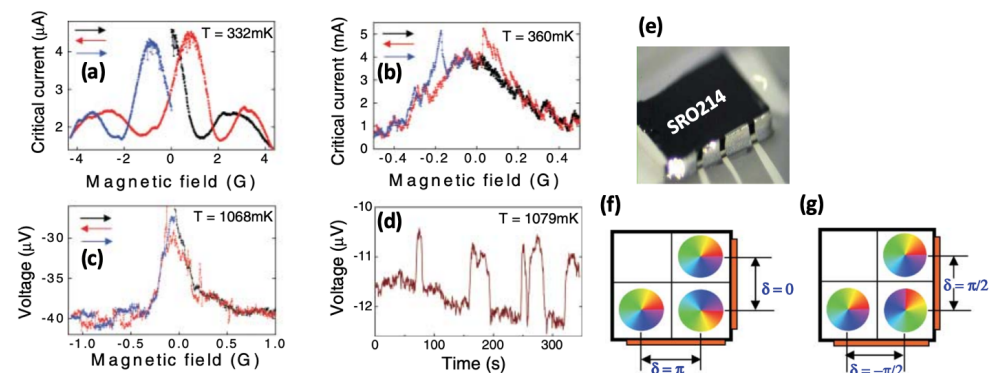 (a)
T = 332mK
Critical current (μA)
4
3
2
-4
-2
0
2
4
Magnetic field (G)
(b)
T = 360mK
Critical current (mA)
5
4
3
2
1
0
-0.4
-0.2
0.0
0.2
0.4
Magnetic field (G)
(e)
SRO214
(c)
T = 1068mK
Voltage (μV)
-30
-35
-40
-1.0
-0.5
0.0
0.5
1.0
Magnetic field (G)
(d)
T = 1079mK
Voltage (μV)
-10
-11
-12
0
100
200
300
Time (s)
(f)
δ = 0
δ = π
(g)
δ = π/2
δ = −π/2